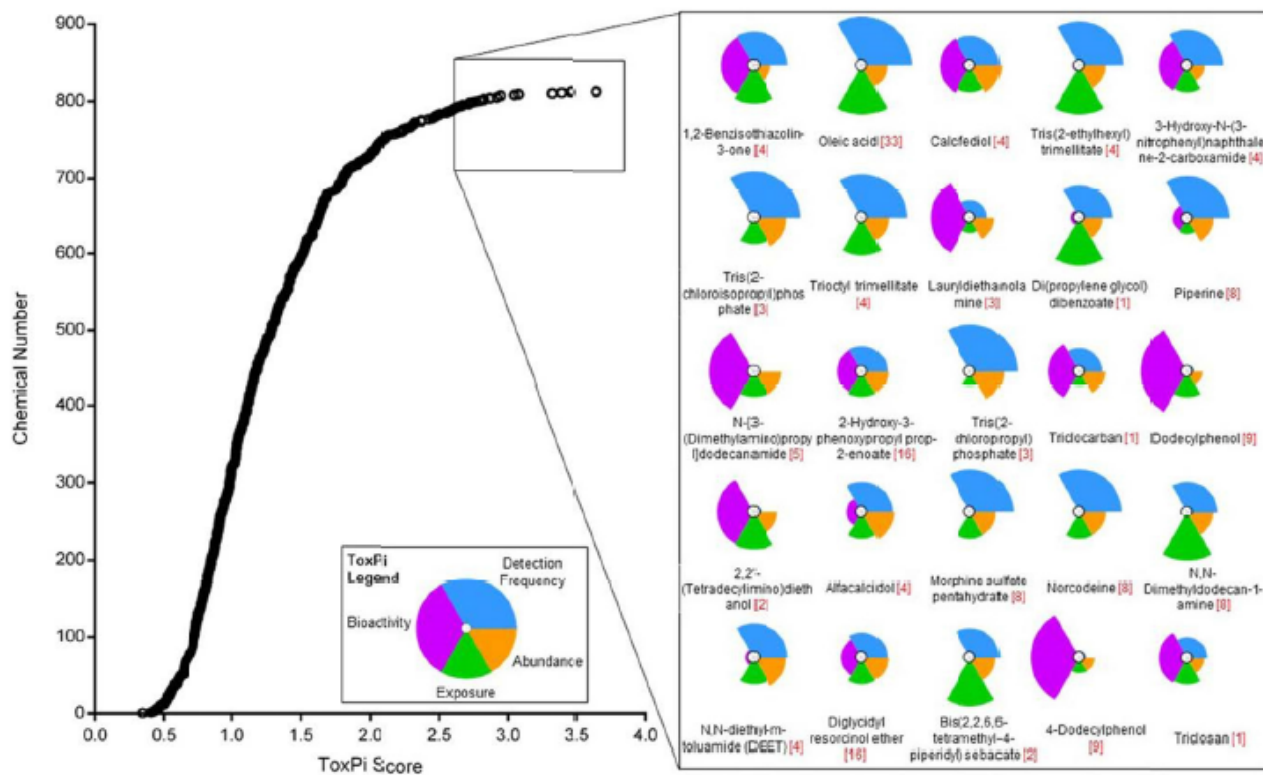 900
800
700
600
500
400
300
200
100
0
Chemical Number
0.0
0.5
1.0
1.5
2.0
2.5
3.0
3.5
4.0
ToxPi Score
ToxPi
Legend
Detection
Frequency
Bioactivity
Abundance
Exposure
1,2-Benzisothiazolin-
3-one [4]
Oleic acid [33]
Calcifediol [4]
Tris(2-ethylhexyl)
trimellitate [4]
3-Hydroxy-N-(3-
nitrophenyl)naphthale
ne-2-carboxamide [4]
Tris(2-
chloroisopropyl)phos
phate [3]
Trioctyl trimellitate
[4]
Lauryldiethanola
mine [3]
Di(propylene glycol)
dibenzoate [1]
Piperine [8]
N-[3-
(Dimethylamino)propy
l]dodecanamide [5]
2-Hydroxy-3-
phenoxypropyl prop-
2-enoate [16]
Tris(2-
chloropropyl)
phosphate [3]
Triclocarban [1]
Dodecylphenol [9]
2,2'-
(Tetradecylimino)dieth
anol [2]
Alfacalcidol [4]
Morphine sulfate
pentahydrate [8]
Norcodeine [8]
N,N-
Dimethyldodecan-1-
amine [8]
N,N-diethyl-m-
toluamide (DEET) [4]
Diglycidyl
resorcinol ether
[16]
Bis(2,2,6,6-
tetramethyl-4-
piperidyl) sebacate [2]
4-Dodecylphenol
[9]
Triclosan [1]